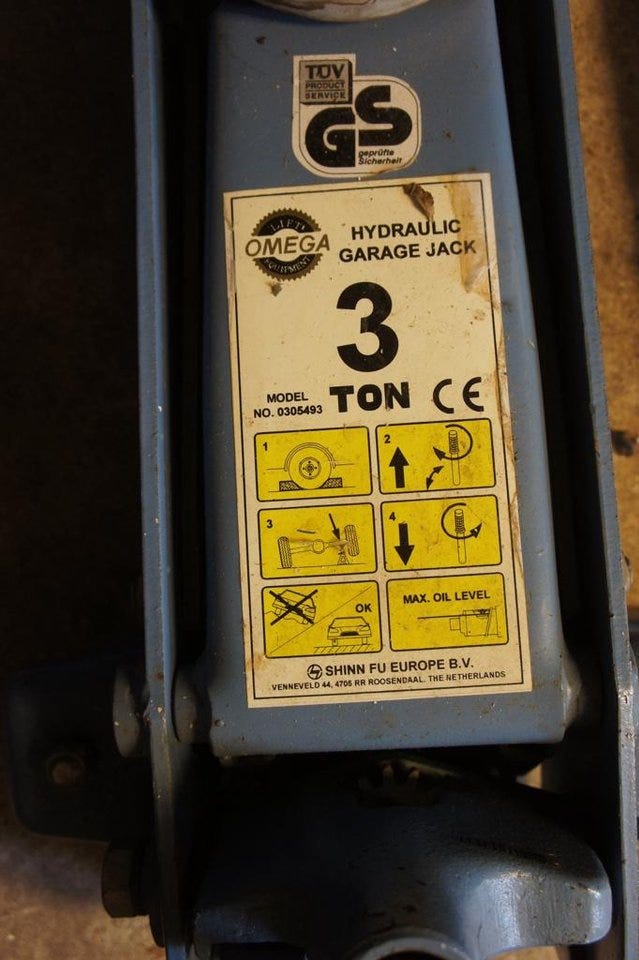 TÜV
PRODUCT
SERVICE
GS
geprüfte
Sicherheit
LIFT
OMEGA
EQUIPMENT
HYDRAULIC
GARAGE JACK
3
TON
MODEL
NO. 0305493
CE
1
2
3
4
OK
MAX. OIL LEVEL
SHINN FU EUROPE B.V.
VENNEVELD 44, 4705 RR ROOSENDAAL. THE NETHERLANDS